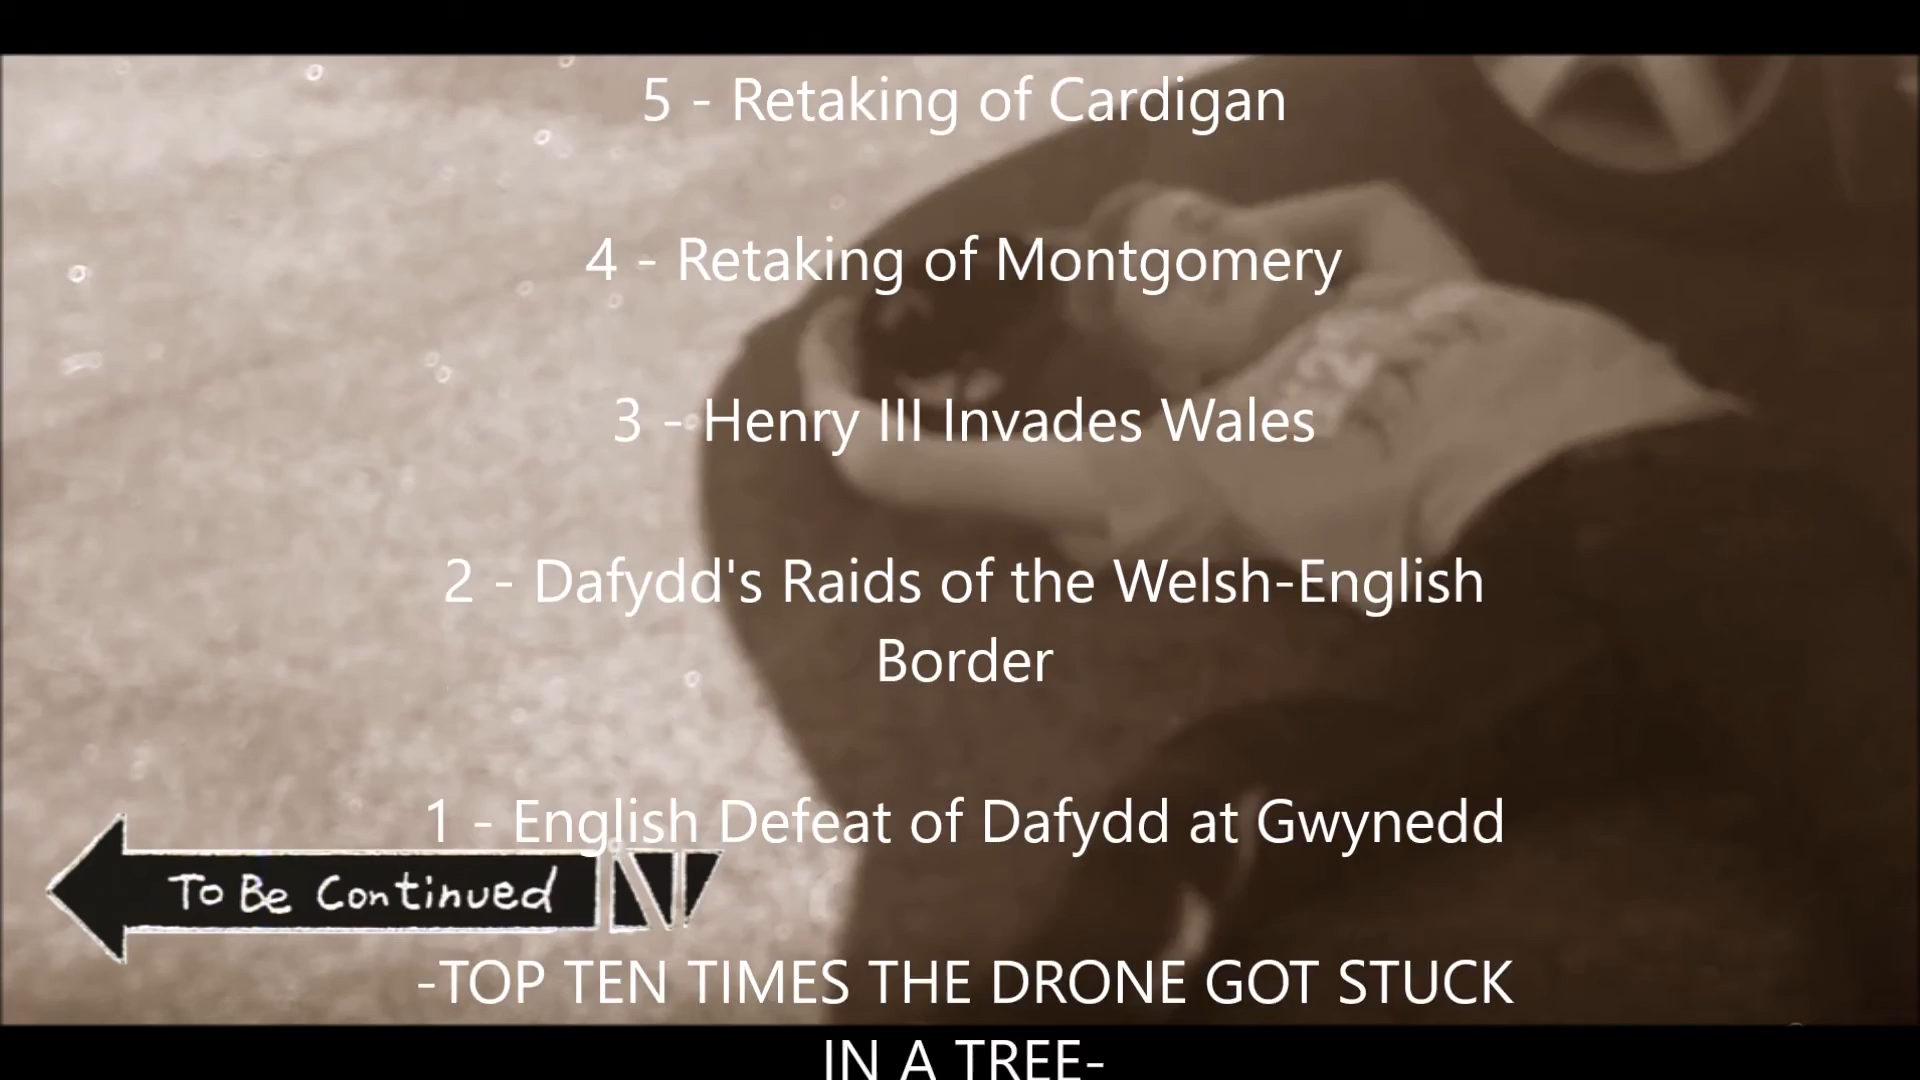 5 - Retaking of Cardigan
4 - Retaking of Montgomery
3 - Henry III Invades Wales
2 - Dafydd's Raids of the Welsh-English
Border
1 - English Defeat of Dafydd at Gwynedd
To Be Continued
-TOP TEN TIMES THE DRONE GOT STUCK
IN A TREE-